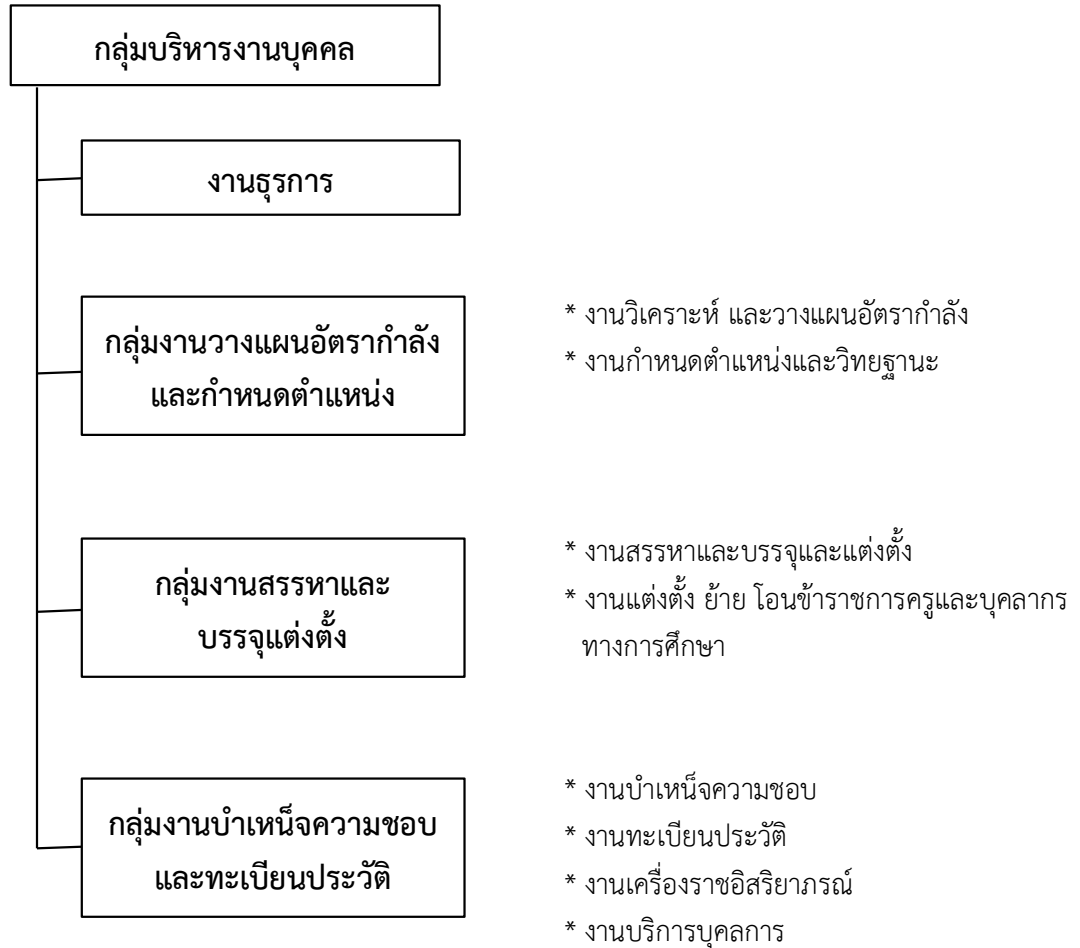 กลุ่มบริหารงานบุคคล
งานธุรการ
กลุ่มงานวางแผนอัตรากำลัง
และกำหนดตำแหน่ง
* งานวิเคราะห์ และวางแผนอัตรากำลัง
* งานกำหนดตำแหน่งและวิทยฐานะ
กลุ่มงานสรรหาและ
บรรจุแต่งตั้ง
* งานสรรหาและบรรจุและแต่งตั้ง
* งานแต่งตั้ง ย้าย โอนข้าราชการครูและบุคลากร
ทางการศึกษา
กลุ่มงานบำเหน็จความชอบ
และทะเบียนประวัติ
* งานบำเหน็จความชอบ
* งานทะเบียนประวัติ
* งานเครื่องราชอิสริยาภรณ์
* งานบริการบุคลการ